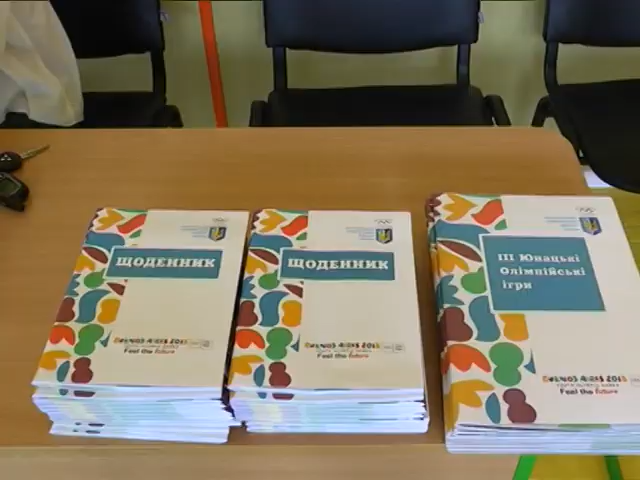 ЩОДЕННИК
BUENOS AIRES 2018
Feel the future
ЩОДЕННИК
BUENOS AIRES 2018
Feel the future
III Юнацькі
Олімпійські
ігри
BUENOS AIRES 2018
Feel the future